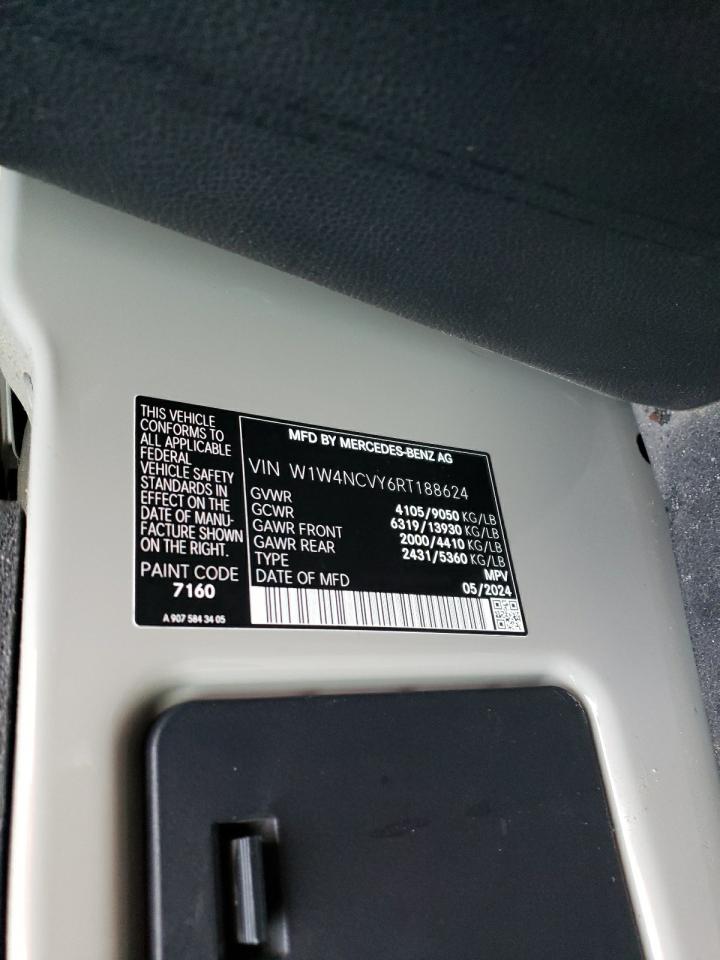 THIS VEHICLE
CONFORMS TO
ALL APPLICABLE
FEDERAL
VEHICLE SAFETY
STANDARDS IN
EFFECT ON THE
DATE OF MANU-
FACTURE SHOWN
ON THE RIGHT.
PAINT CODE
7160
A 907 584 34 05
MFD BY MERCEDES-BENZ AG
VIN W1W4NCVY6RT188624
GVWR 4105/9050 KG/LB
GCWR 6319/13930 KG/LB
GAWR FRONT 2000/4410 KG/LB
GAWR REAR 2431/5360 KG/LB
TYPE MPV
DATE OF MFD 05/2024